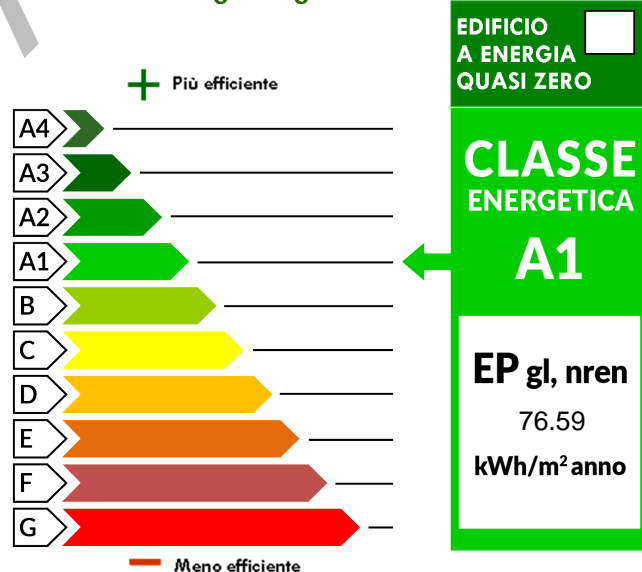 EDIFICIO
A ENERGIA
QUASI ZERO
Più efficiente
A4
A3
A2
A1
B
C
D
E
F
G
Meno efficiente
CLASSE
ENERGETICA
A1
EP gl, nren
76.59
kWh/m² anno